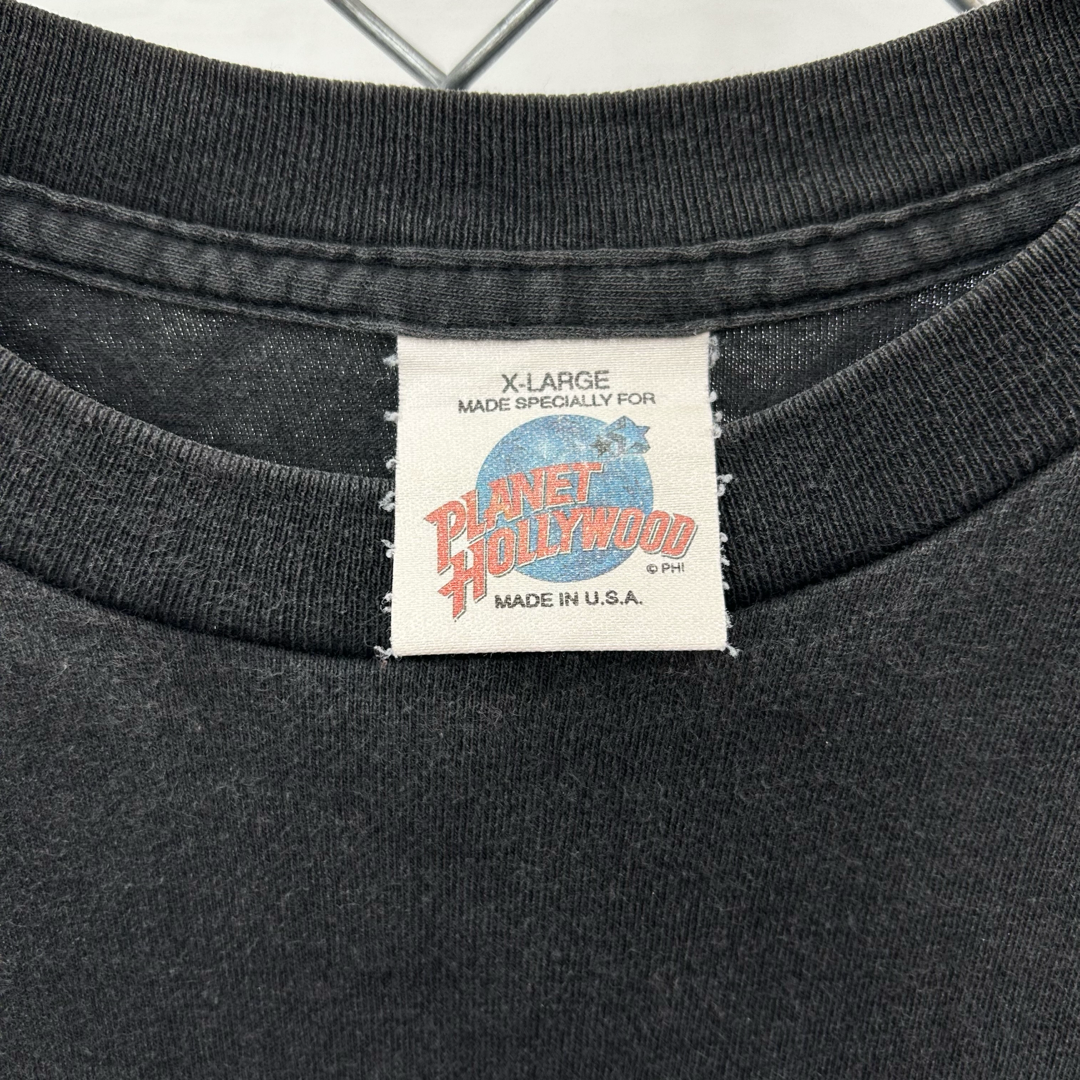 X-LARGE
MADE SPECIALLY FOR
PLANET
HOLLYWOOD
© PHI
MADE IN U.S.A.